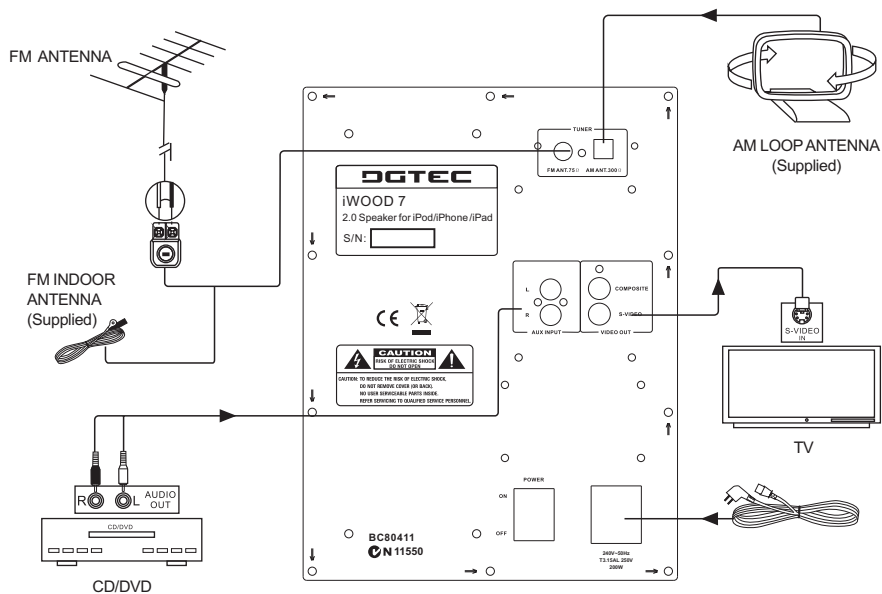 FM ANTENNA
AM LOOP ANTENNA
(Supplied)
TUNER
FM ANT.75Ω
AM ANT.300Ω
DGTEC
iWOOD 7
2.0 Speaker for iPod/iPhone/iPad
S/N:
FM INDOOR
ANTENNA
(Supplied)
L
R
AUX INPUT
COMPOSITE
S-VIDEO
VIDEO OUT
S-VIDEO
IN
TV
CE
CAUTION
RISK OF ELECTRIC SHOCK
DO NOT OPEN
CAUTION: TO REDUCE THE RISK OF ELECTRIC SHOCK,
DO NOT REMOVE COVER (OR BACK).
NO USER SERVICEABLE PARTS INSIDE.
REFER SERVICING TO QUALIFIED SERVICE PERSONNEL.
R
L
AUDIO
OUT
CD/DVD
CD/DVD
POWER
ON
OFF
BC80411
N 11550
240V~50Hz
T3.15AL 250V
200W